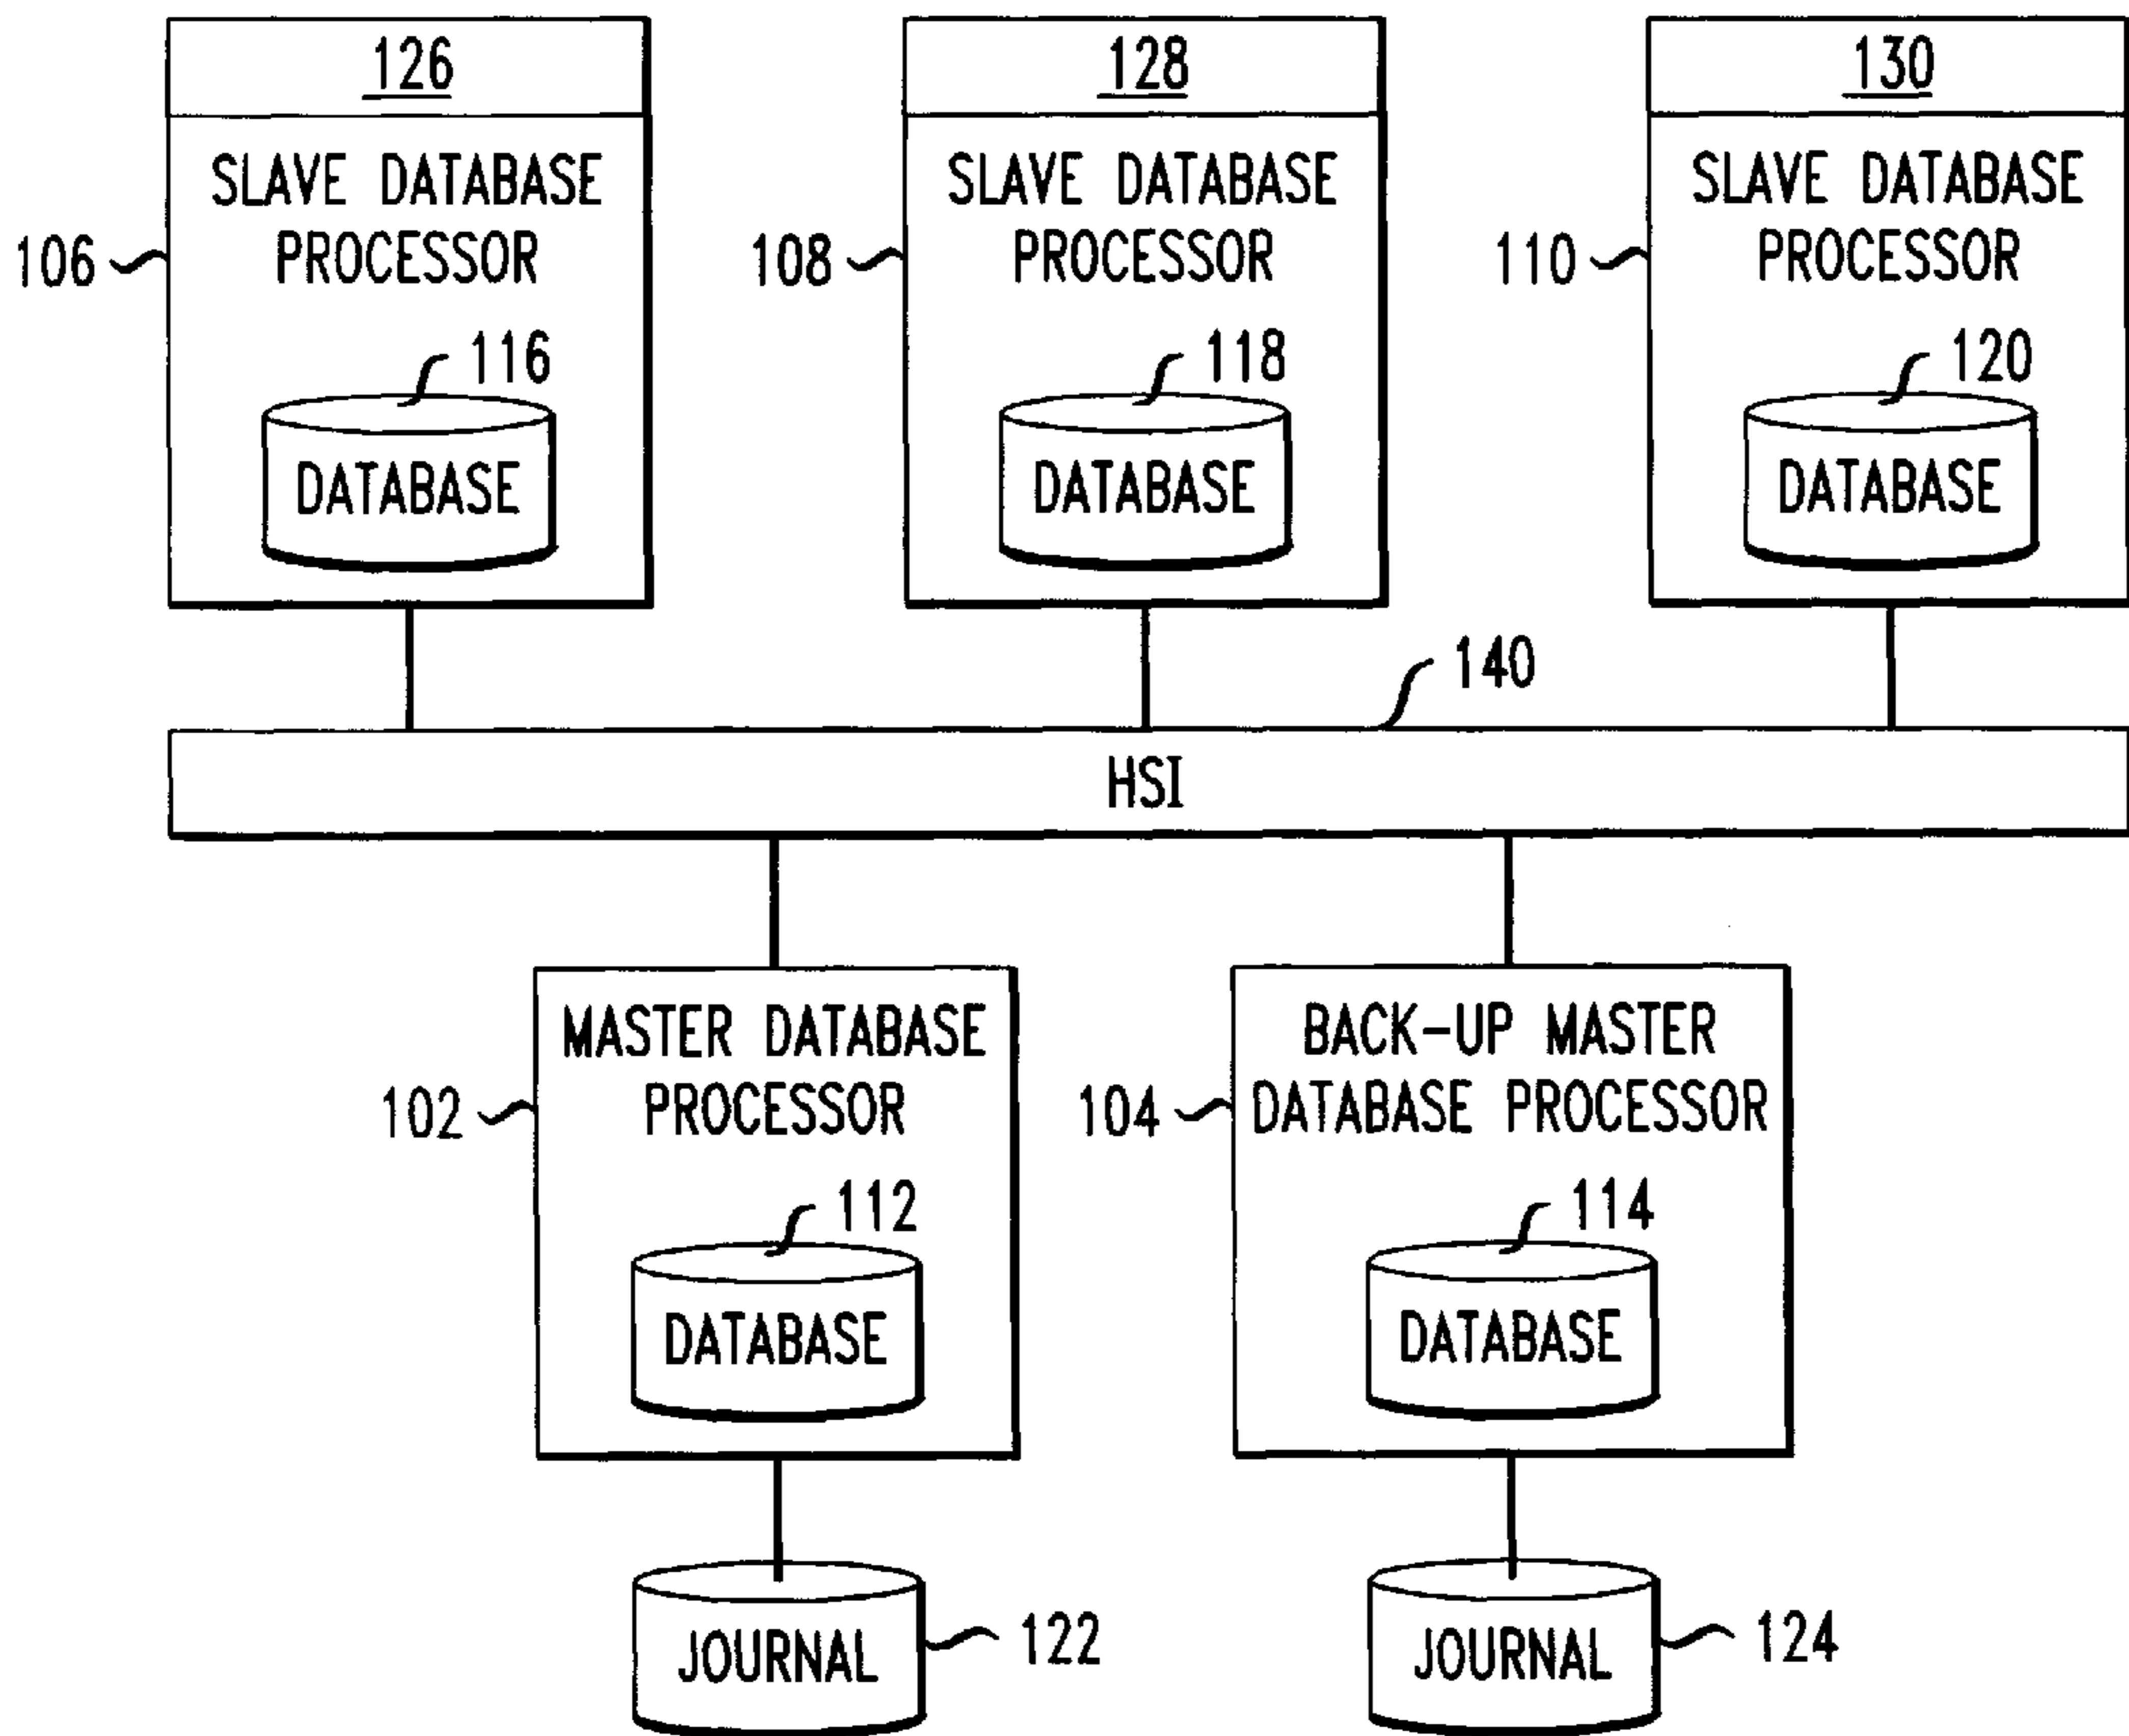 126
128
130
SLAVE DATABASE
PROCESSOR
106
116
DATABASE
SLAVE DATABASE
PROCESSOR
108
118
DATABASE
SLAVE DATABASE
PROCESSOR
110
120
DATABASE
140
HSI
MASTER DATABASE
PROCESSOR
102
112
DATABASE
BACK-UP MASTER
DATABASE PROCESSOR
104
114
DATABASE
JOURNAL
122
JOURNAL
124